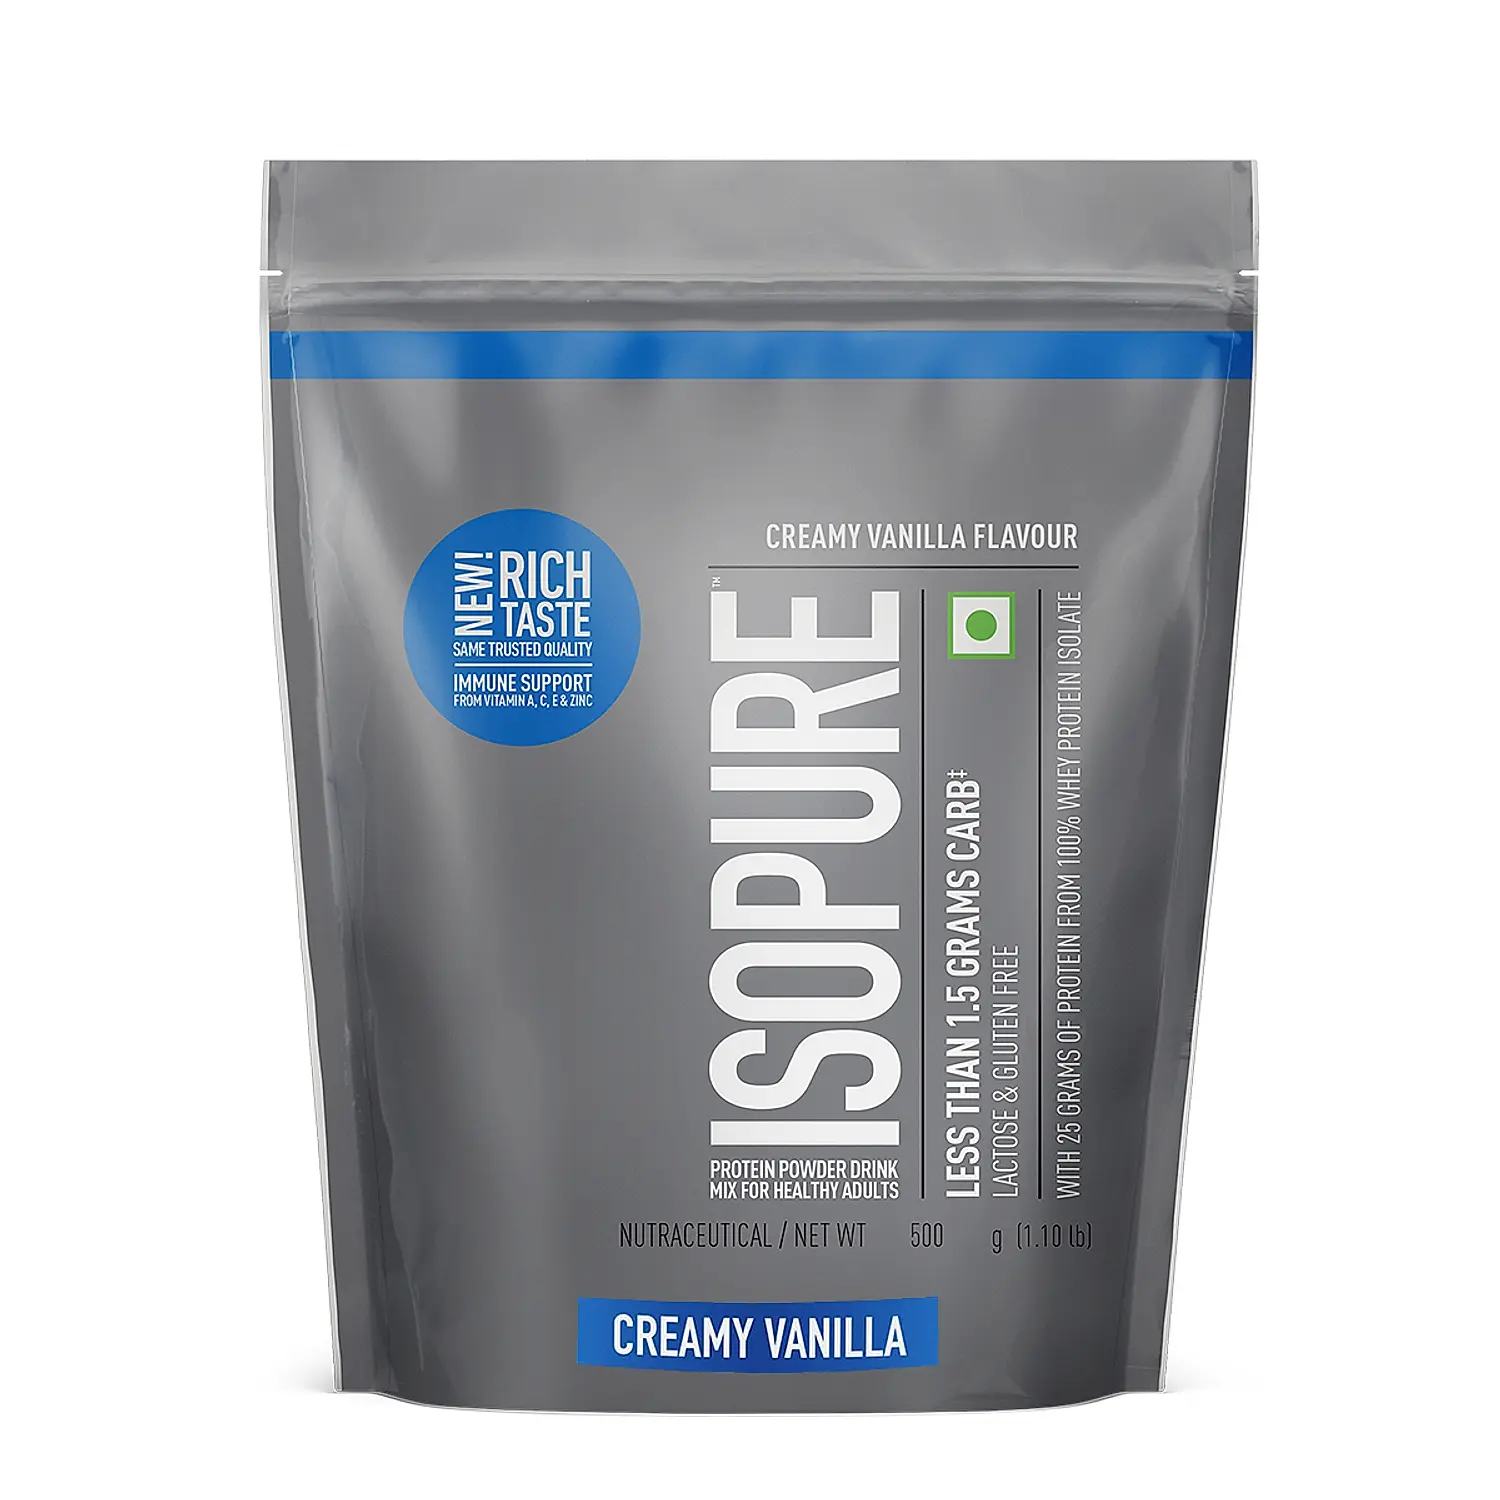 NEW!
RICH
TASTE
SAME TRUSTED QUALITY
IMMUNE SUPPORT
FROM VITAMIN A, C, E & ZINC
CREAMY VANILLA FLAVOUR
ISOPURE™
PROTEIN POWDER DRINK
MIX FOR HEALTHY ADULTS
LESS THAN 1.5 GRAMS CARB‡
LACTOSE & GLUTEN FREE
WITH 25 GRAMS OF PROTEIN FROM 100% WHEY PROTEIN ISOLATE
NUTRACEUTICAL / NET WT 500 g (1.10 lb)
CREAMY VANILLA